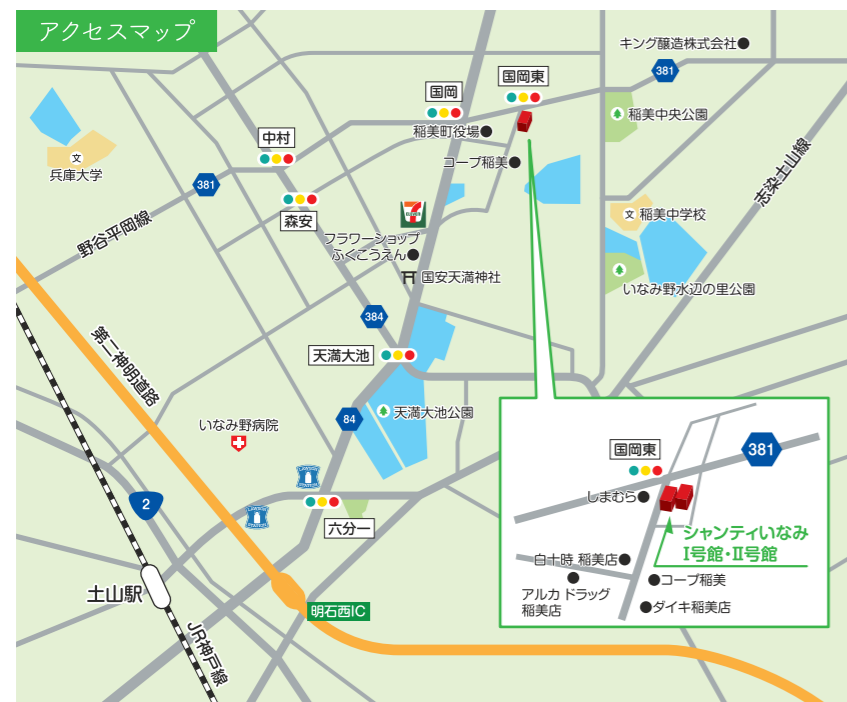 アクセスマップ
キング醸造株式会社
381
国岡
国岡東
稲美町役場
稲美中央公園
中村
コープ稲美
志染土山線
文
兵庫大学
381
森安
文
稲美中学校
野谷平岡線
ELEVEN
フラワーショップ
ふくこうえん
国安天満神社
いなみ野水辺の里公園
384
第二神明道路
天満大池
84
天満大池公園
いなみ野病院
国岡東
381
LAWSON
STATION
しまむら
2
LAWSON
STATION
六分一
シャンティいなみ
Ⅰ号館・Ⅱ号館
白十時 稲美店
コープ稲美
アルカ ドラッグ
稲美店
ダイキ稲美店
土山駅
明石西IC
JR神戸線